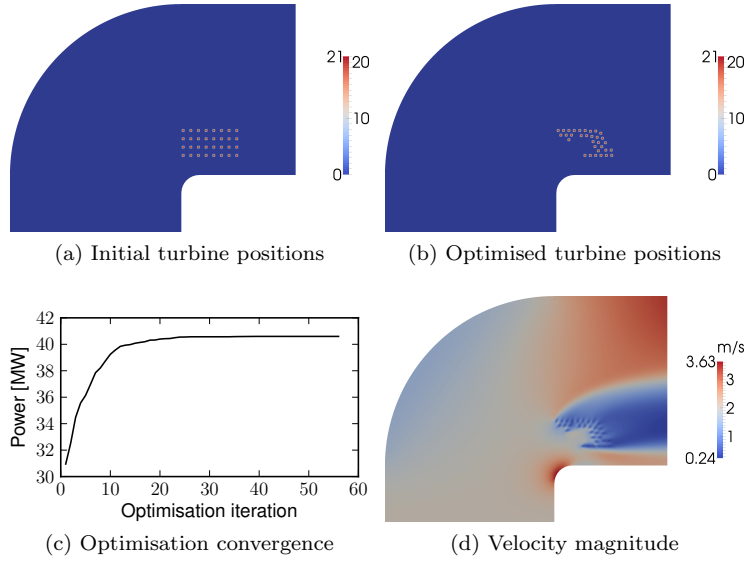 21
20
10
0
21
20
10
0
(a) Initial turbine positions
(b) Optimised turbine positions
42
40
38
36
34
32
30
Power [MW]
0 10 20 30 40 50 60
Optimisation iteration
m/s
3.63
3
2
1
0.24
(c) Optimisation convergence
(d) Velocity magnitude